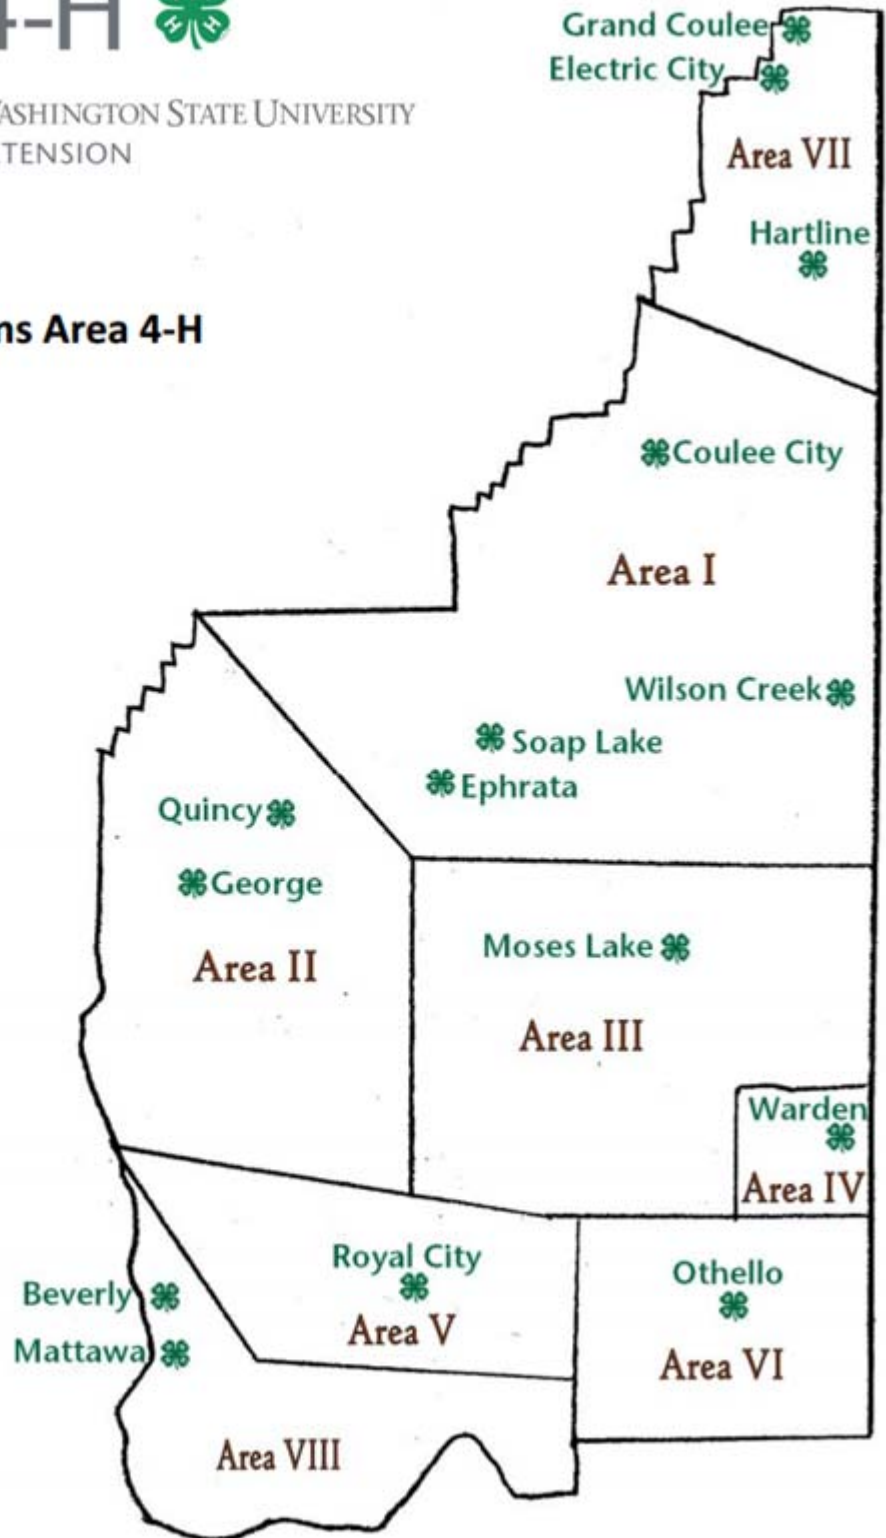 4-H
WASHINGTON STATE UNIVERSITY
TENSION
ns Area 4-H
Grand Coulee
Electric City
Area VII
Hartline
Coulee City
Area I
Wilson Creek
Soap Lake
Ephrata
Quincy
George
Area II
Moses Lake
Area III
Warden
Area IV
Royal City
Area V
Othello
Area VI
Beverly
Mattawa
Area VIII